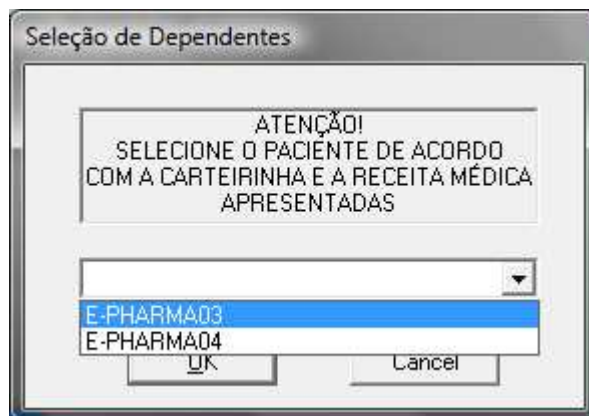 Seleção de Dependentes
ATENÇÃO!
SELECIONE O PACIENTE DE ACORDO
COM A CARTEIRINHA E A RECEITA MÉDICA
APRESENTADAS
E-PHARMA03
E-PHARMA04
OK
Cancel